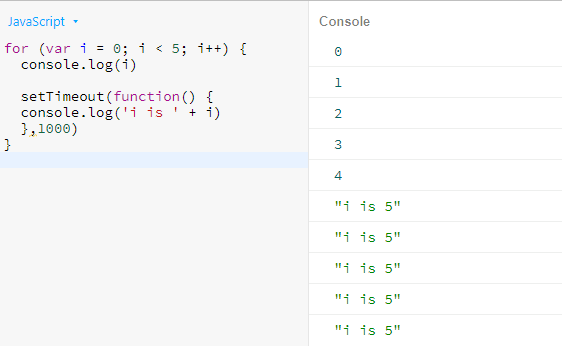 JavaScript
for (var i = 0; i < 5; i++) {
  console.log(i)

  setTimeout(function() {
  console.log('i is ' + i)
  },1000)
}
Console
0
1
2
3
4
"i is 5"
"i is 5"
"i is 5"
"i is 5"
"i is 5"